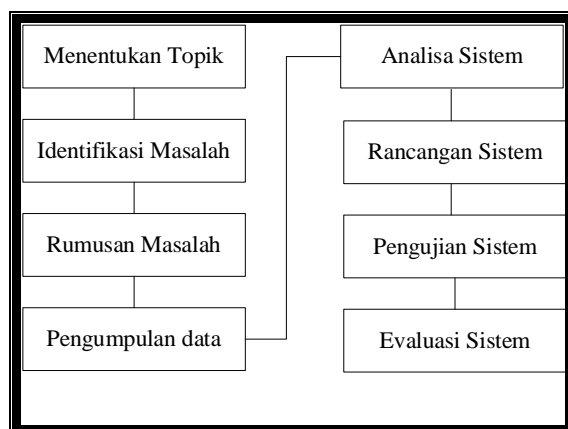 Menentukan Topik
Identifikasi Masalah
Rumusan Masalah
Pengumpulan data
Analisa Sistem
Rancangan Sistem
Pengujian Sistem
Evaluasi Sistem